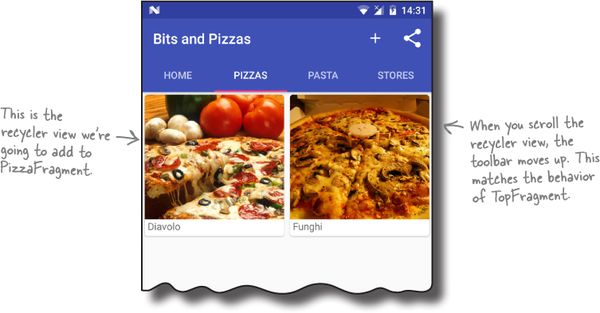 14:31
Bits and Pizzas
HOME PIZZAS PASTA STORES
This is the
recycler view we're
going to add to
PizzaFragment.
When you scroll the
recycler view, the
toolbar moves up. This
matches the behavior
of TopFragment.
Diavolo Funghi